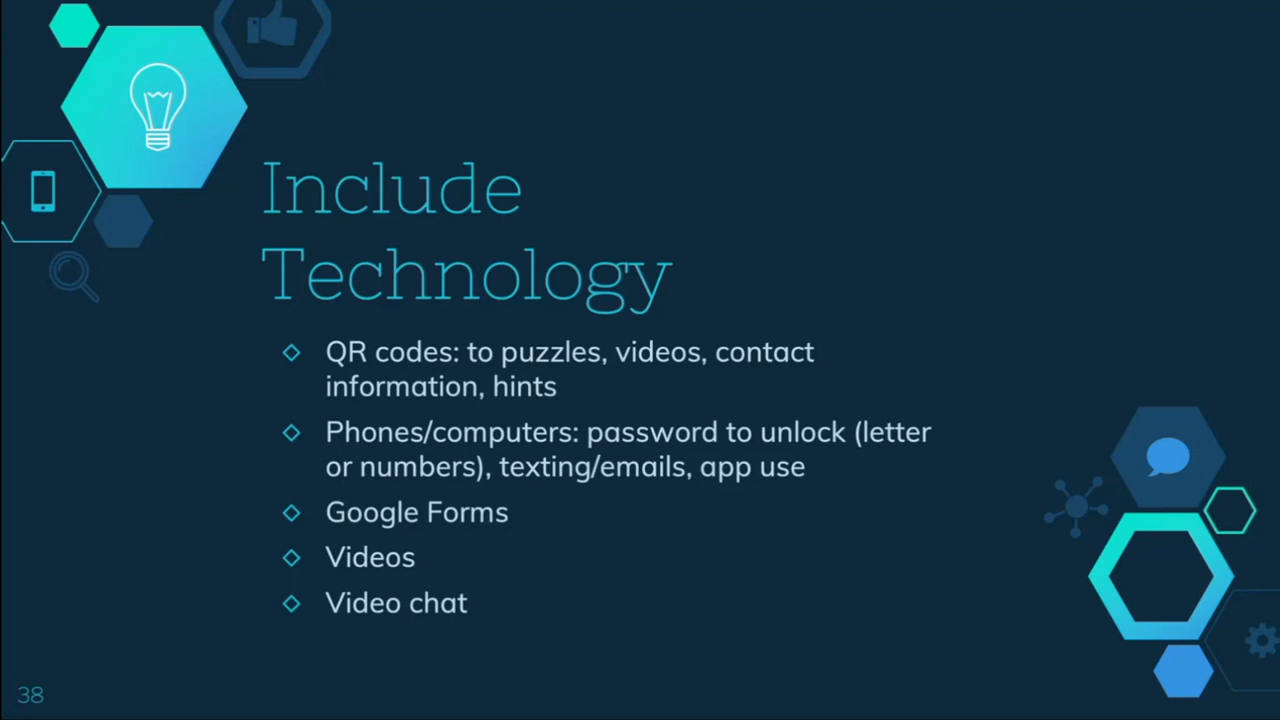 Include
Technology
QR codes: to puzzles, videos, contact
information, hints
Phones/computers: password to unlock (letter
or numbers), texting/emails, app use
Google Forms
Videos
Video chat
38